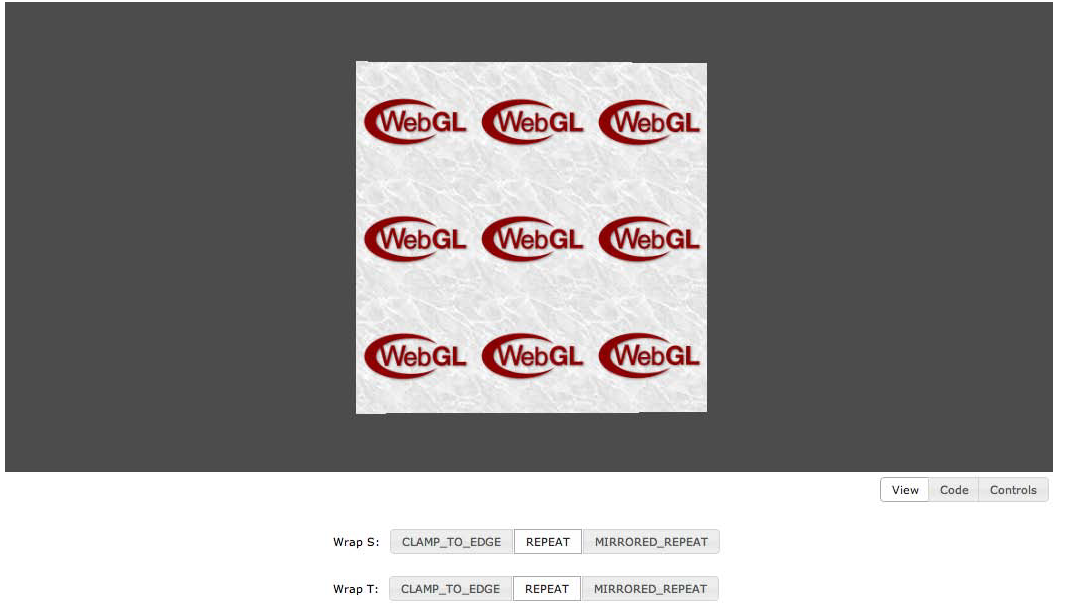 WebGL WebGL WebGL
WebGL WebGL WebGL
WebGL WebGL WebGL
View Code Controls
Wrap S: CLAMP_TO_EDGE REPEAT MIRRORED_REPEAT
Wrap T: CLAMP_TO_EDGE REPEAT MIRRORED_REPEAT